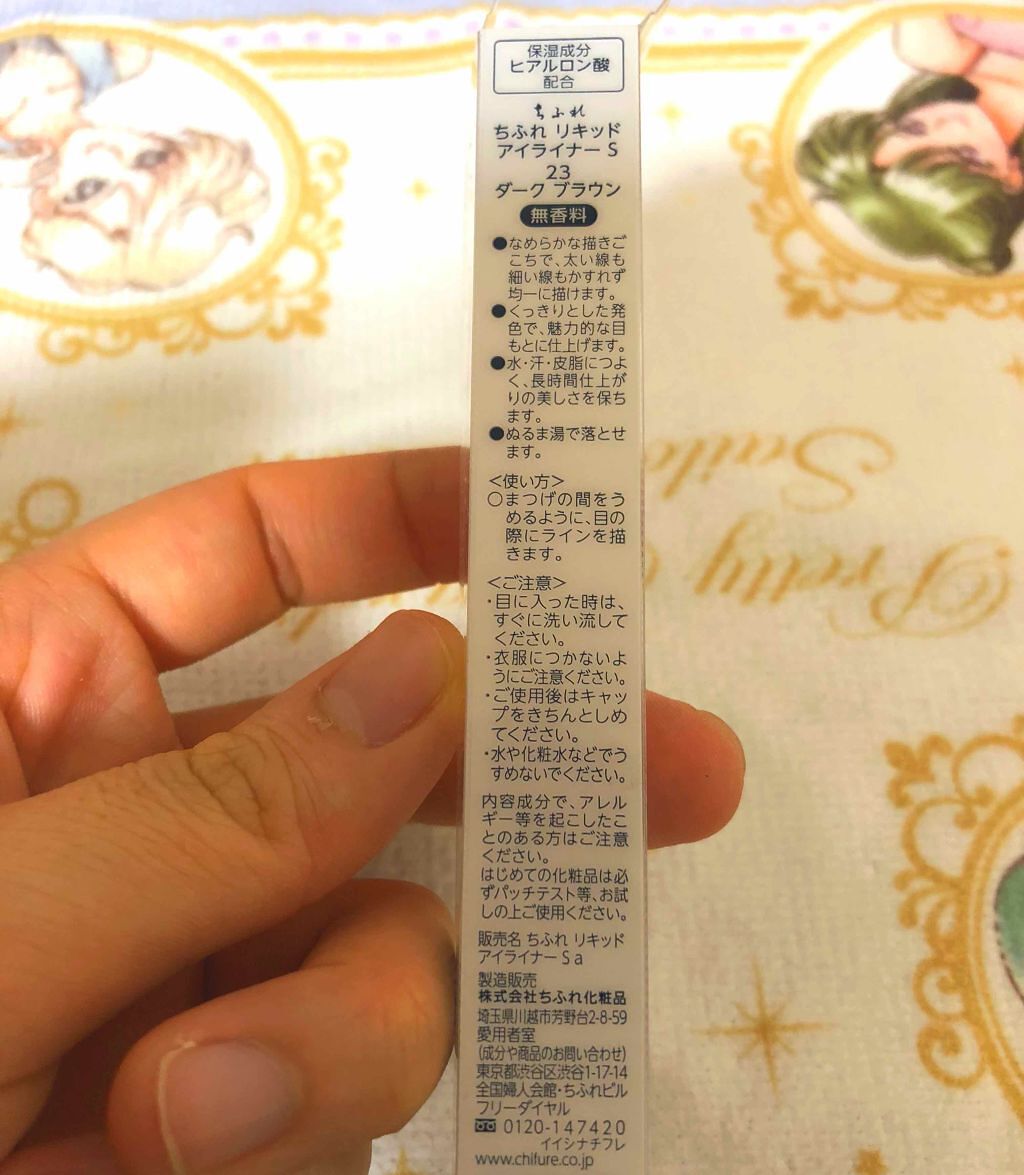 保湿成分
ヒアルロン酸
配合
ちふれ
ちふれ リキッド
アイライナー S
23
ダーク ブラウン
無香料
●なめらかな描きご
こちで、太い線も
細い線もかすれず
均一に描けます。
●くっきりとした発
色で、魅力的な目
もとに仕上げます。
●水・汗・皮脂につよ
く、長時間仕上が
りの美しさを保ち
ます。
●ぬるま湯で落とせ
ます。
<使い方>
○まつげの間をう
めるように、目の
際にラインを描
きます。
<ご注意>
・目に入った時は、
すぐに洗い流して
ください。
・衣服につかないよ
うにご注意ください。
・ご使用後はキャッ
プをきちんとしめ
てください。
・水や化粧水などでう
すめないでください。
内容成分で、アレル
ギー等を起こしたこ
とのある方はご注意
ください。
はじめての化粧品は必
ずパッチテスト等、お試
しの上ご使用ください。
販売名 ちふれ リキッド
アイライナー S a
製造販売
株式会社ちふれ化粧品
埼玉県川越市芳野台2-8-59
愛用者室
(成分や商品のお問い合わせ)
東京都渋谷区渋谷1-17-14
全国婦人会館・ちふれビル
フリーダイヤル
0120-147420
イイシナチフレ
www.chifure.co.jp
Pretty